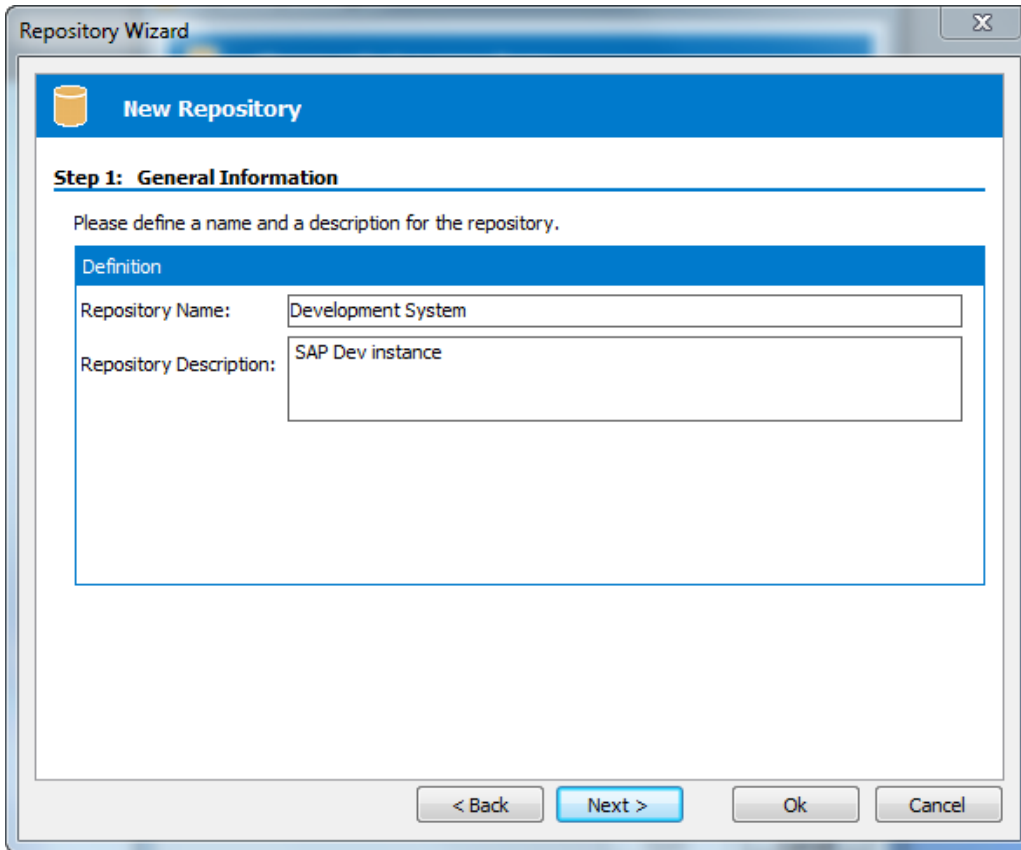 Repository Wizard
New Repository
Step 1: General Information
Please define a name and a description for the repository.
Definition
Repository Name: Development System
Repository Description: SAP Dev instance
< Back Next > Ok Cancel